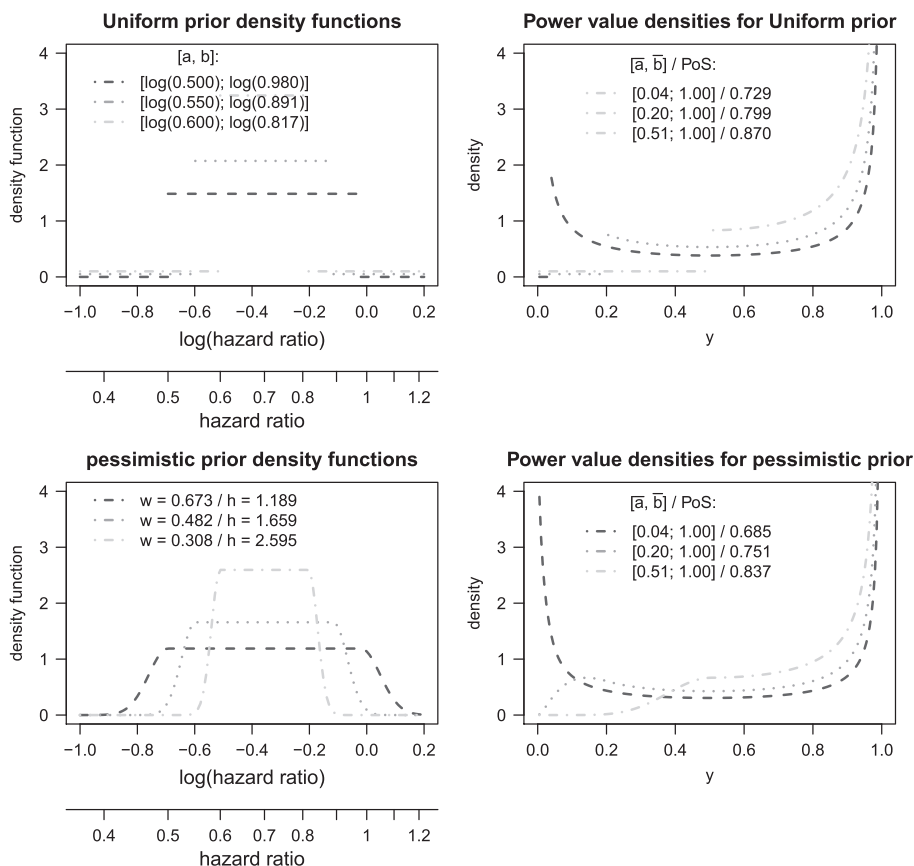 Uniform prior density functions
[a, b]:
[log(0.500); log(0.980)]
[log(0.550); log(0.891)]
[log(0.600); log(0.817)]
density function
0
1
2
3
4
−1.0 −0.8 −0.6 −0.4 −0.2 0.0 0.2
log(hazard ratio)
0.4 0.5 0.6 0.7 0.8 1 1.2
hazard ratio
Power value densities for Uniform prior
[a̅, b̅] / PoS:
[0.04; 1.00] / 0.729
[0.20; 1.00] / 0.799
[0.51; 1.00] / 0.870
density
0
1
2
3
4
0.0 0.2 0.4 0.6 0.8 1.0
y
pessimistic prior density functions
w = 0.673 / h = 1.189
w = 0.482 / h = 1.659
w = 0.308 / h = 2.595
density function
0
1
2
3
4
−1.0 −0.8 −0.6 −0.4 −0.2 0.0 0.2
log(hazard ratio)
0.4 0.5 0.6 0.7 0.8 1 1.2
hazard ratio
Power value densities for pessimistic prior
[a̅, b̅] / PoS:
[0.04; 1.00] / 0.685
[0.20; 1.00] / 0.751
[0.51; 1.00] / 0.837
density
0
1
2
3
4
0.0 0.2 0.4 0.6 0.8 1.0
y